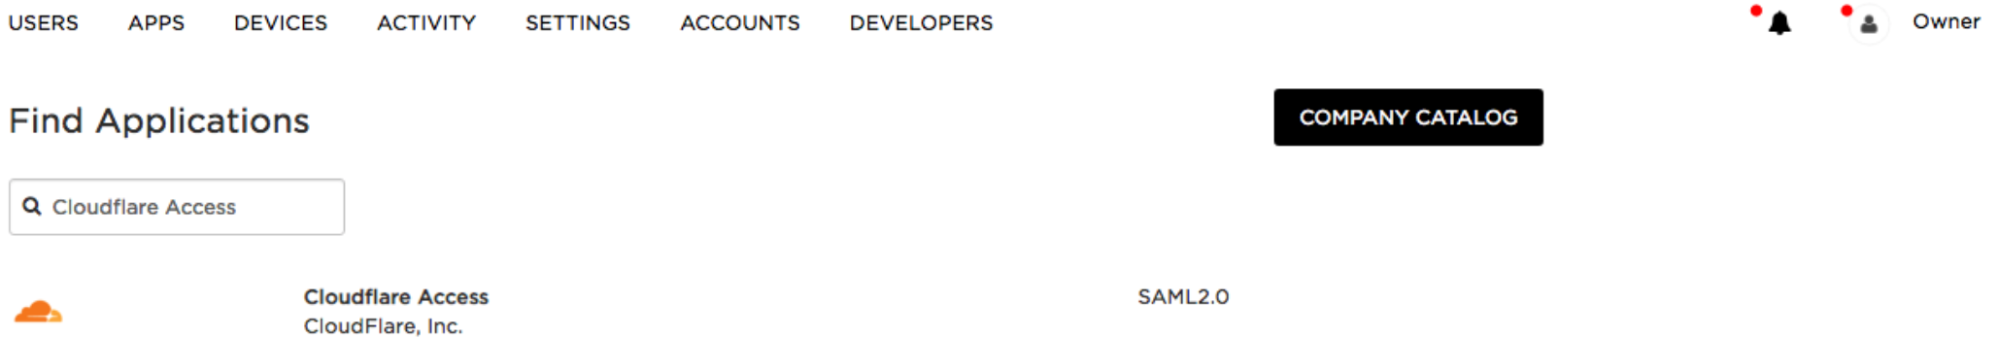 USERS APPS DEVICES ACTIVITY SETTINGS ACCOUNTS DEVELOPERS Owner
Find Applications COMPANY CATALOG
Cloudflare Access
Cloudflare Access SAML2.0
CloudFlare, Inc.